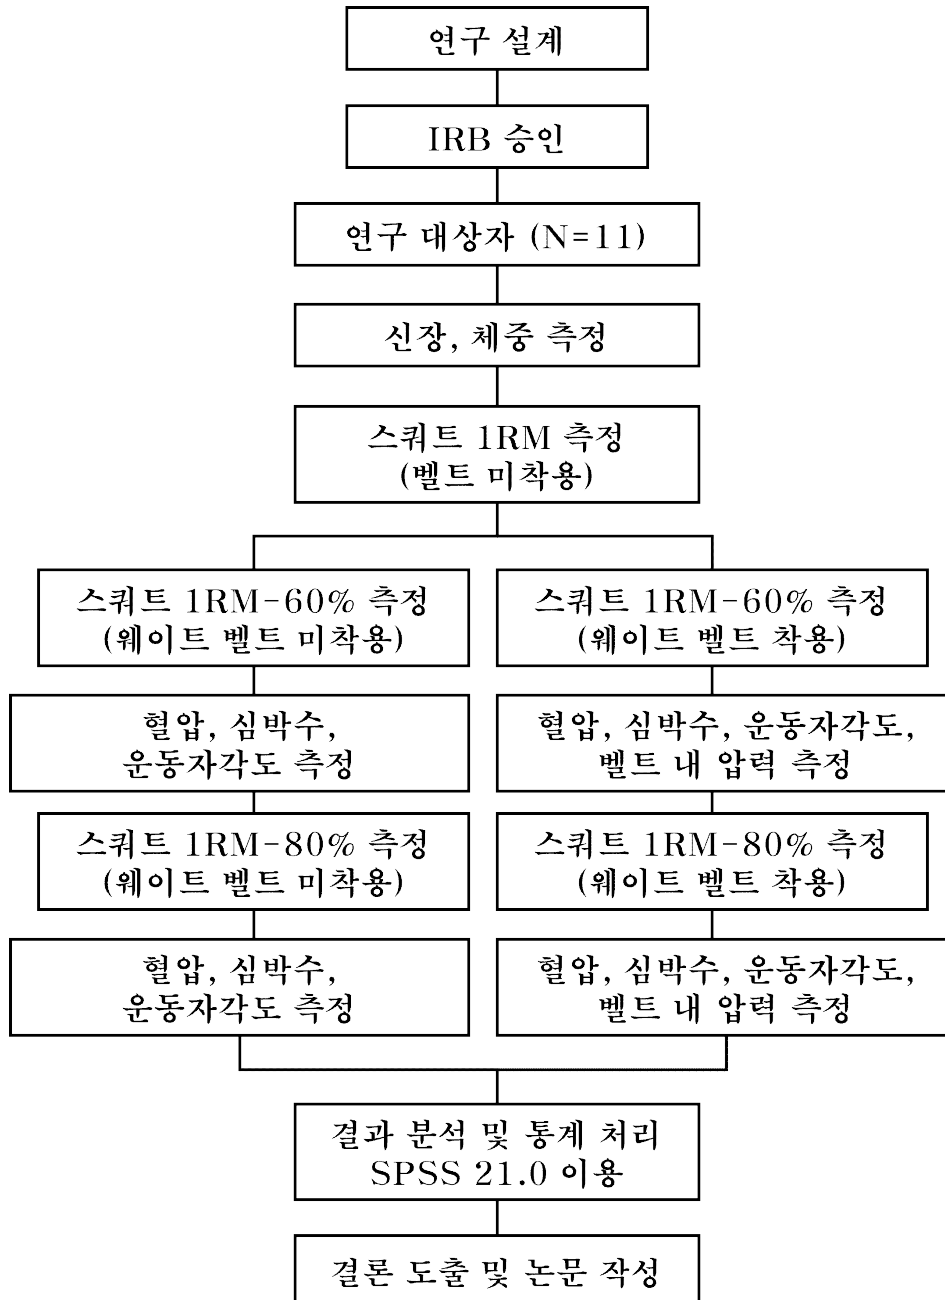 연구 설계
IRB 승인
연구 대상자 (N=11)
신장, 체중 측정
스쿼트 1RM 측정
(벨트 미착용)
스쿼트 1RM-60% 측정
(웨이트 벨트 미착용)
스쿼트 1RM-60% 측정
(웨이트 벨트 착용)
혈압, 심박수,
운동자각도 측정
혈압, 심박수, 운동자각도,
벨트 내 압력 측정
스쿼트 1RM-80% 측정
(웨이트 벨트 미착용)
스쿼트 1RM-80% 측정
(웨이트 벨트 착용)
혈압, 심박수,
운동자각도 측정
혈압, 심박수, 운동자각도,
벨트 내 압력 측정
결과 분석 및 통계 처리
SPSS 21.0 이용
결론 도출 및 논문 작성